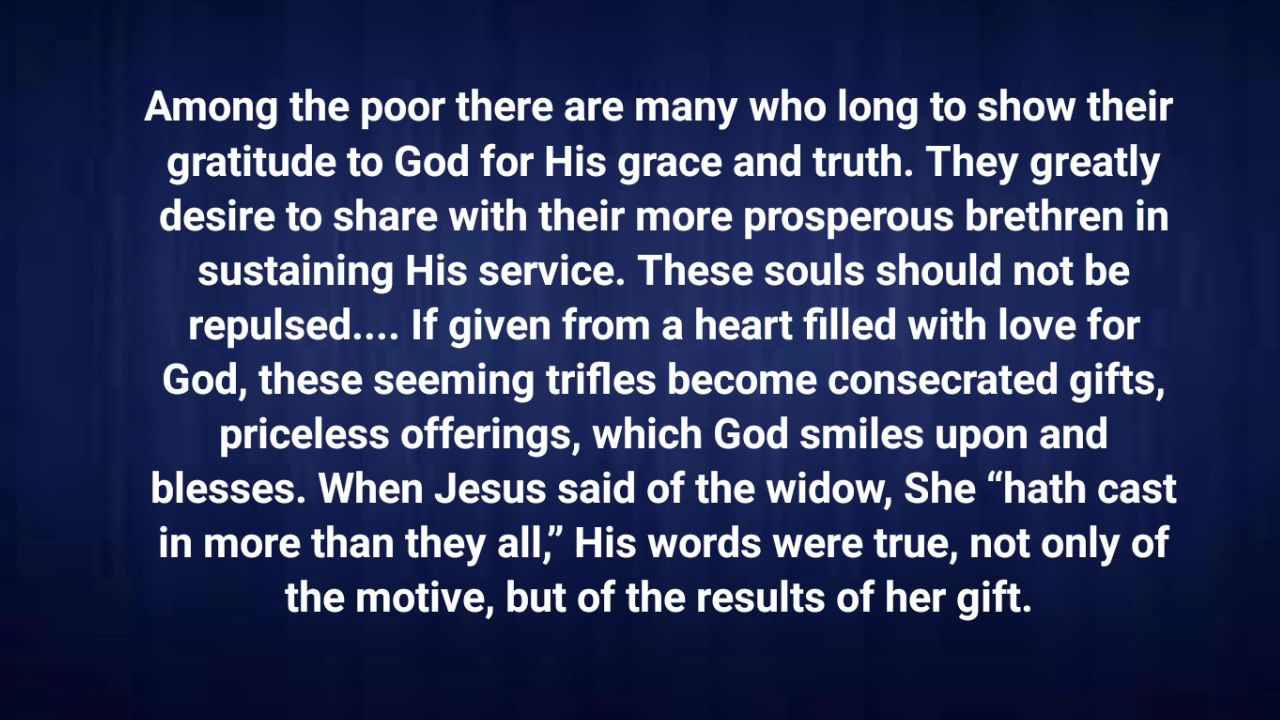 Among the poor there are many who long to show their
gratitude to God for His grace and truth. They greatly
desire to share with their more prosperous brethren in
sustaining His service. These souls should not be
repulsed.... If given from a heart filled with love for
God, these seeming trifles become consecrated gifts,
priceless offerings, which God smiles upon and
blesses. When Jesus said of the widow, She “hath cast
in more than they all,” His words were true, not only of
the motive, but of the results of her gift.